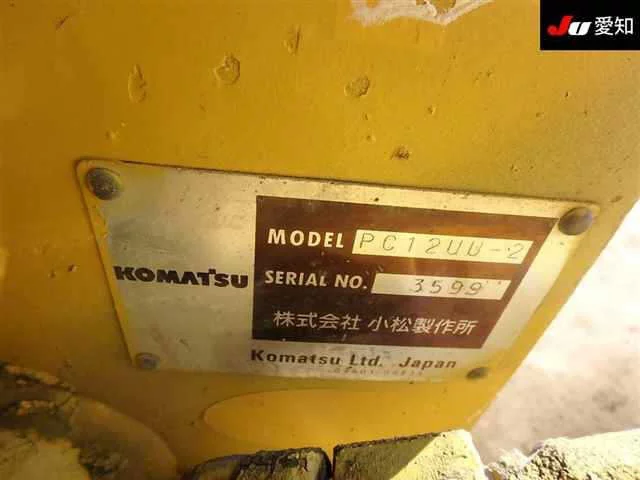 JU 愛知
KOMATSU
MODEL PC12UU-2
SERIAL NO. 3599
株式会社 小松製作所
Komatsu Ltd. Japan